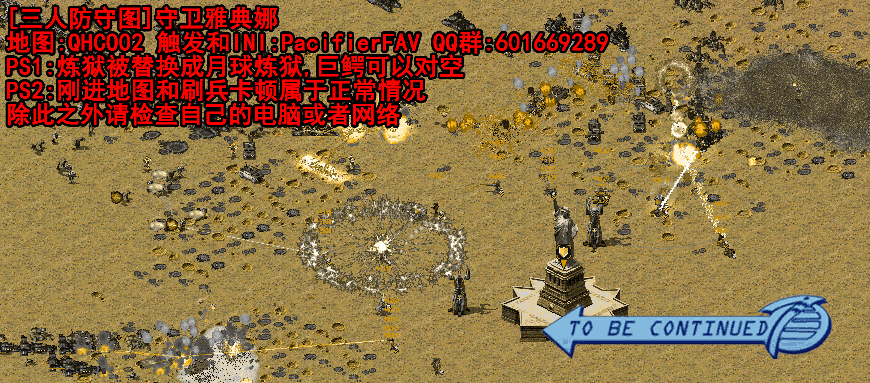 [三人防守图]守卫雅典娜
地图:QHC002 触发和INI:PacifierFAV QQ群:601669289
PS1:炼狱被替换成月球炼狱,巨鳄可以对空
PS2:刚进地图和刷兵卡顿属于正常情况
除此之外请检查自己的电脑或者网络
TO BE CONTINUED